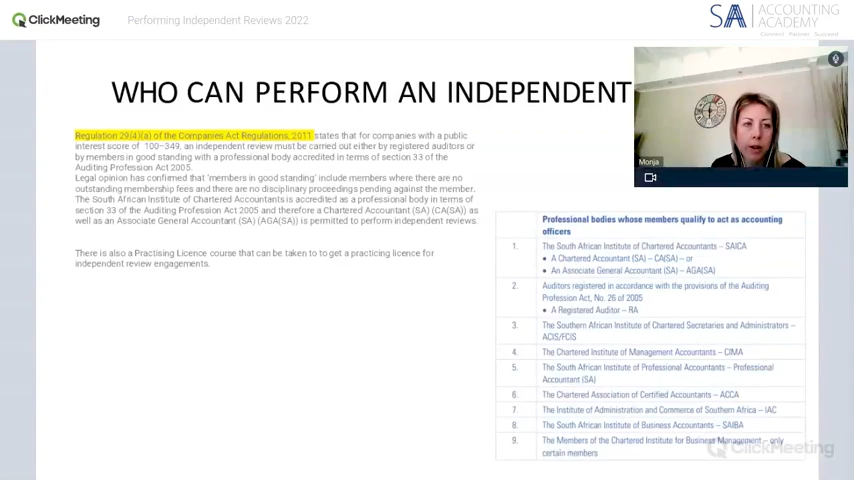 ClickMeeting
Performing Independent Reviews 2022
SA ACCOUNTING
ACADEMY
Connect Partner Succeed
WHO CAN PERFORM AN INDEPENDENT
Regulation 29(4)(a) of the Companies Act Regulations, 2011 states that for companies with a public
interest score of 100–349, an independent review must be carried out either by registered auditors or
by members in good standing with a professional body accredited in terms of section 33 of the
Auditing Profession Act 2005.
Legal opinion has confirmed that 'members in good standing' include members where there are no
outstanding membership fees and there are no disciplinary proceedings pending against the member.
The South African Institute of Chartered Accountants is accredited as a professional body in terms of
section 33 of the Auditing Profession Act 2005 and therefore a Chartered Accountant (SA) (CA(SA)) as
well as an Associate General Accountant (SA) (AGA(SA)) is permitted to perform independent reviews.
There is also a Practising Licence course that can be taken to to get a practicing licence for
independent review engagements.
Monja
Professional bodies whose members qualify to act as accounting
officers
1. The South African Institute of Chartered Accountants – SAICA
• A Chartered Accountant (SA) – CA(SA) – or
• An Associate General Accountant (SA) – AGA(SA)
2. Auditors registered in accordance with the provisions of the Auditing
Profession Act, No. 26 of 2005
• A Registered Auditor – RA
3. The Southern African Institute of Chartered Secretaries and Administrators –
ACIS/FCIS
4. The Chartered Institute of Management Accountants – CIMA
5. The South African Institute of Professional Accountants – Professional
Accountant (SA)
6. The Chartered Association of Certified Accountants – ACCA
7. The Institute of Administration and Commerce of Southern Africa – IAC
8. The South African Institute of Business Accountants – SAIBA
9. The Members of the Chartered Institute for Business Management – only
certain members
ClickMeeting